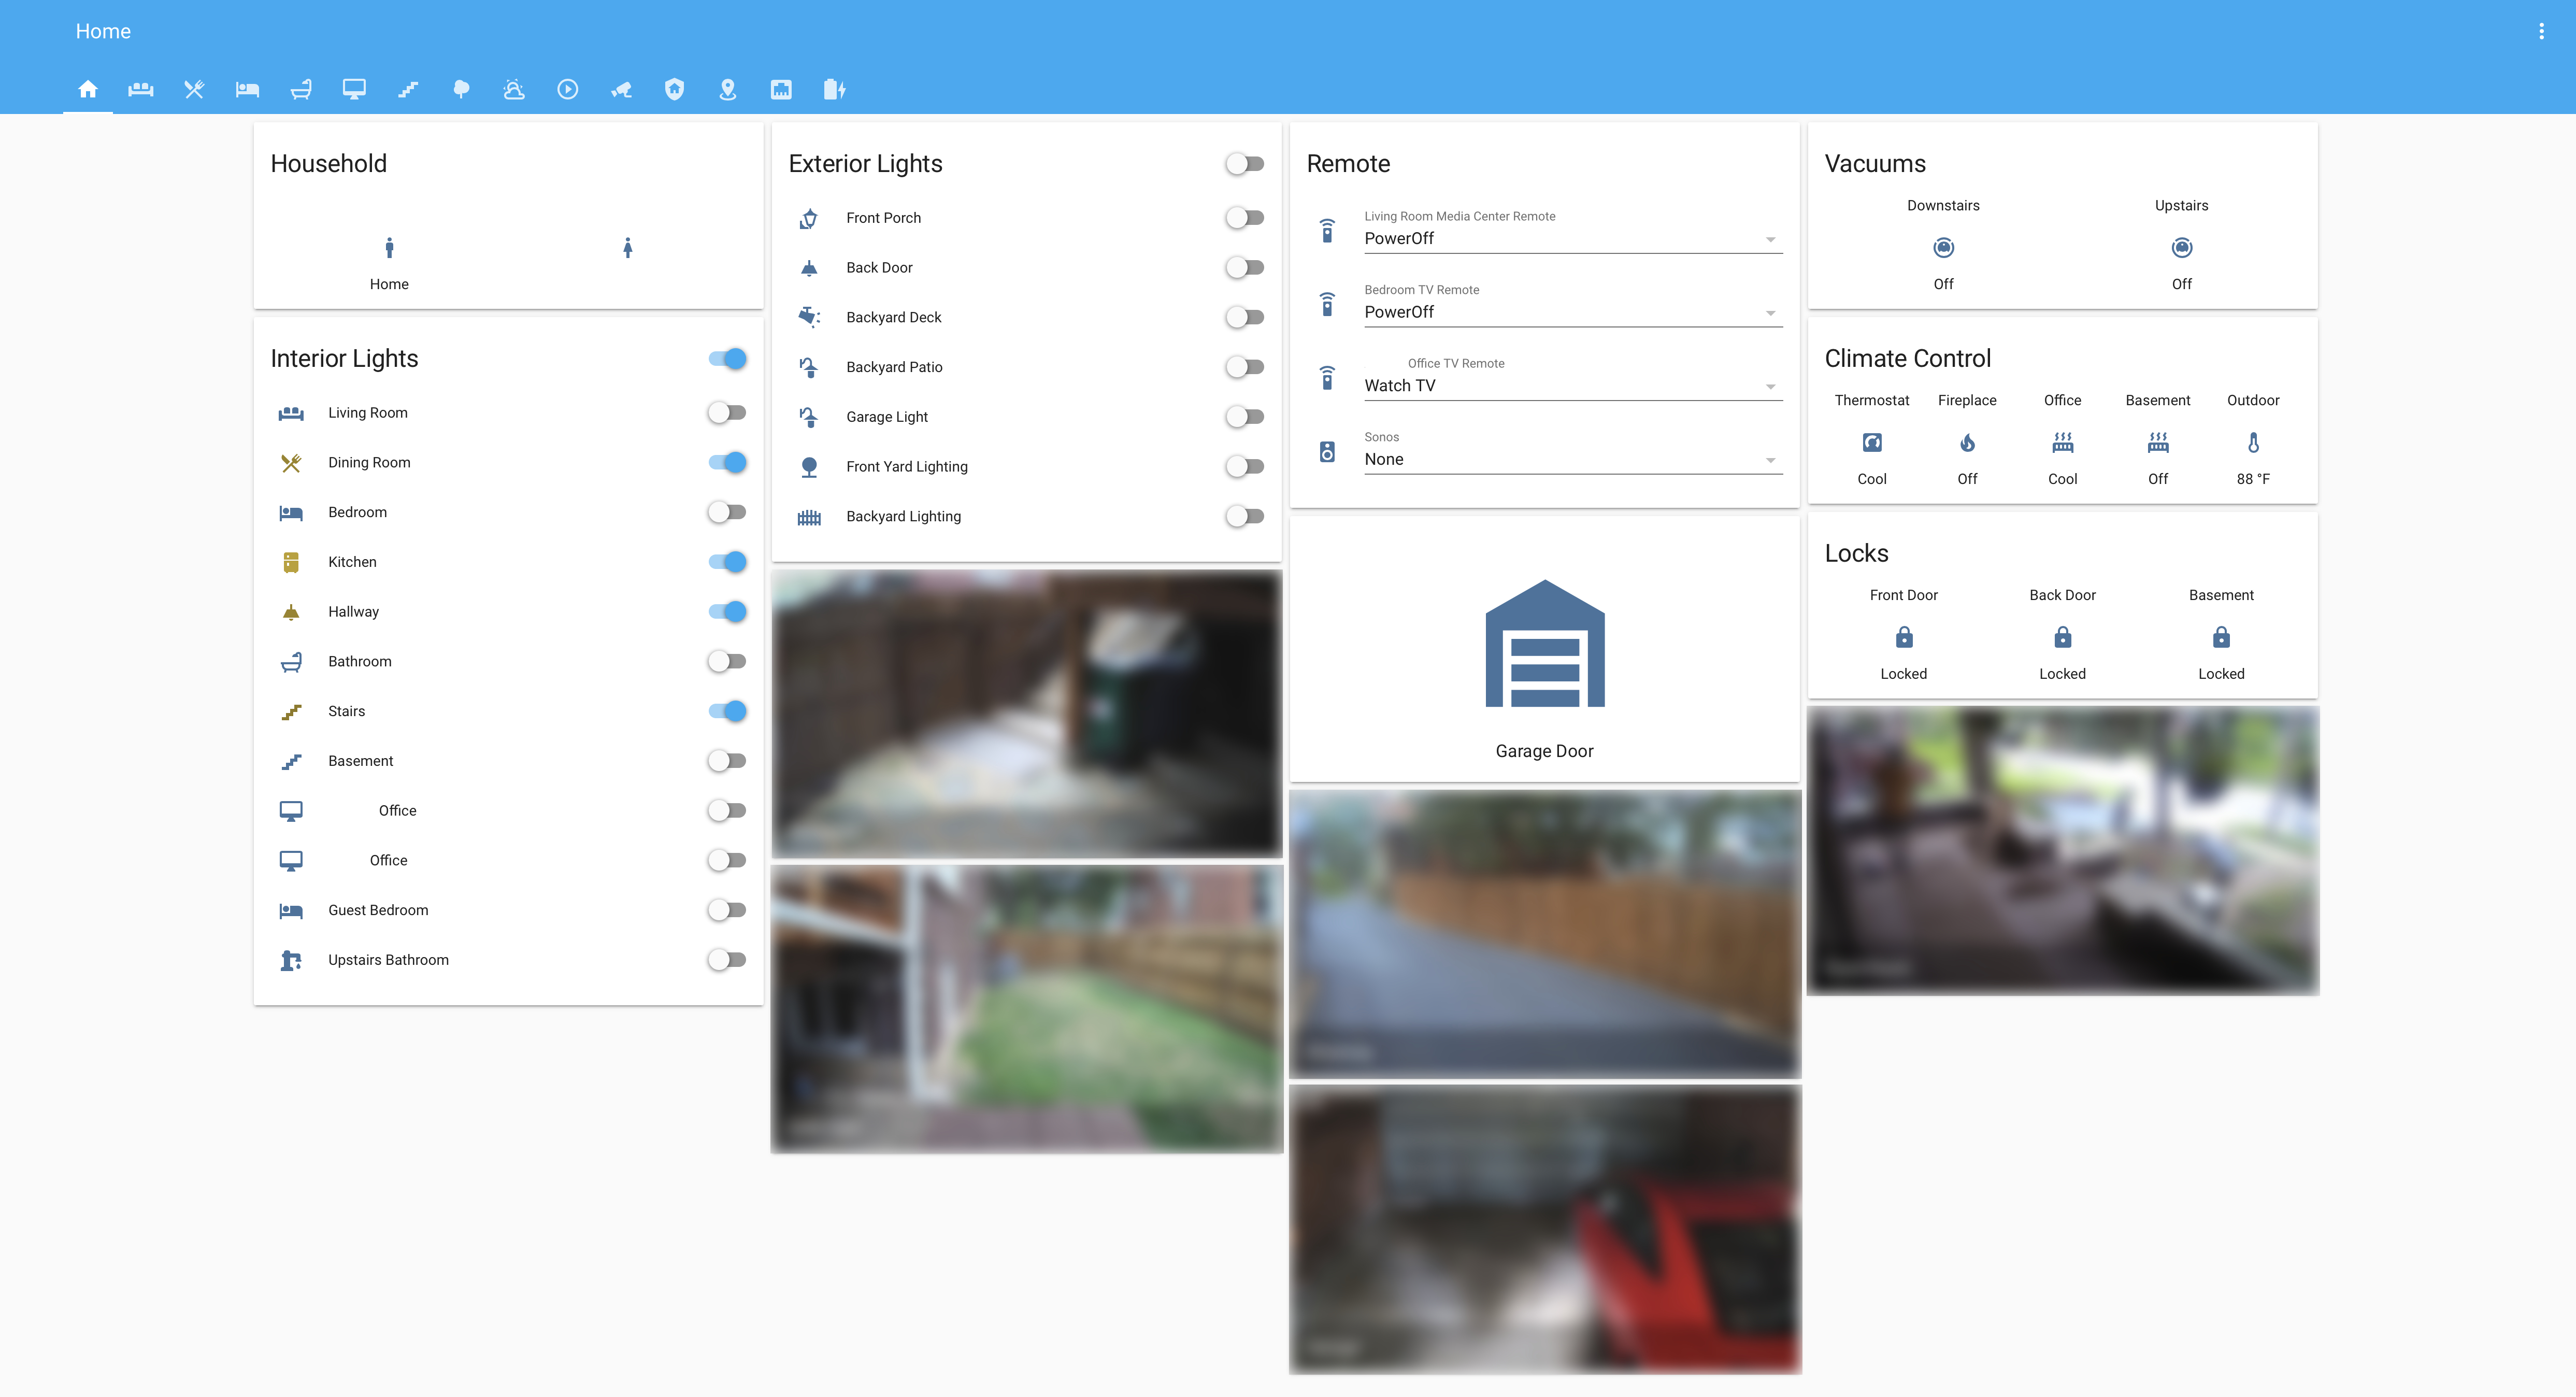 Home
Household
Home
Interior Lights
Living Room
Dining Room
Bedroom
Kitchen
Hallway
Bathroom
Stairs
Basement
Office
Office
Guest Bedroom
Upstairs Bathroom
Exterior Lights
Front Porch
Back Door
Backyard Deck
Backyard Patio
Garage Light
Front Yard Lighting
Backyard Lighting
Remote
Living Room Media Center Remote
PowerOff
Bedroom TV Remote
PowerOff
Office TV Remote
Watch TV
Sonos
None
Garage Door
Vacuums
Downstairs Upstairs
Off Off
Climate Control
Thermostat Fireplace Office Basement Outdoor
Cool Off Cool Off 88 °F
Locks
Front Door Back Door Basement
Locked Locked Locked